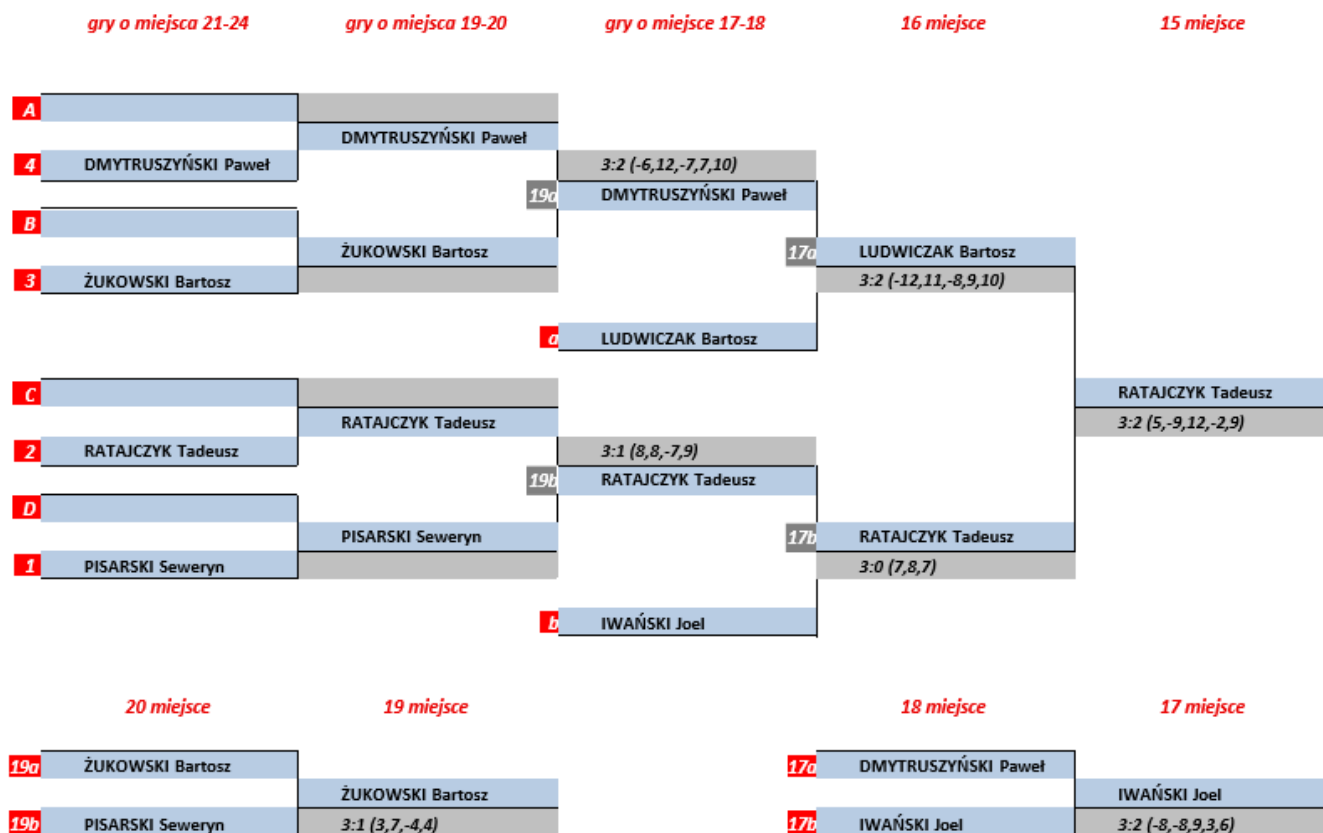 gry o miejsca 21-24 gry o miejsca 19-20 gry o miejsce 17-18 16 miejsce 15 miejsce
A
DMYTRUSZYŃSKI Paweł
4 DMYTRUSZYŃSKI Paweł 3:2 (-6,12,-7,7,10)
19a DMYTRUSZYŃSKI Paweł
B
ŻUKOWSKI Bartosz 17a LUDWICZAK Bartosz
3 ŻUKOWSKI Bartosz 3:2 (-12,11,-8,9,10)
a LUDWICZAK Bartosz
C RATAJCZYK Tadeusz
RATAJCZYK Tadeusz 3:2 (5,-9,12,-2,9)
2 RATAJCZYK Tadeusz 3:1 (8,8,-7,9)
19b RATAJCZYK Tadeusz
D
PISARSKI Seweryn 17b RATAJCZYK Tadeusz
1 PISARSKI Seweryn 3:0 (7,8,7)
b IWAŃSKI Joel
20 miejsce 19 miejsce 18 miejsce 17 miejsce
19a ŻUKOWSKI Bartosz 17a DMYTRUSZYŃSKI Paweł
ŻUKOWSKI Bartosz IWAŃSKI Joel
19b PISARSKI Seweryn 3:1 (3,7,-4,4) 17b IWAŃSKI Joel 3:2 (-8,-8,9,3,6)